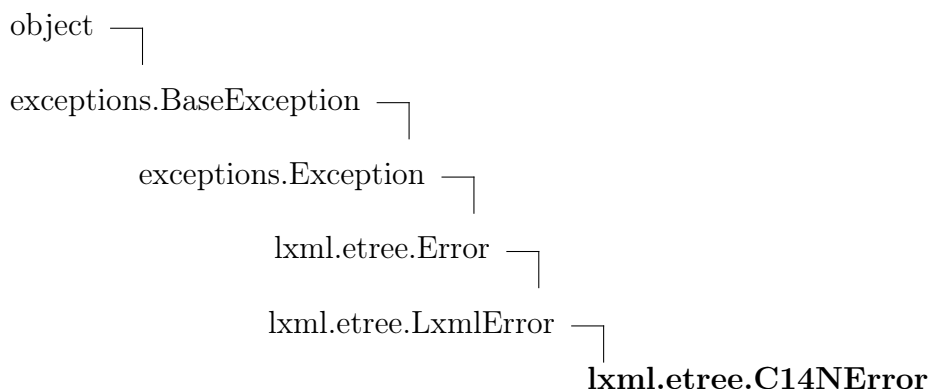 object
exceptions.BaseException
exceptions.Exception
lxml.etree.Error
lxml.etree.LxmlError
lxml.etree.C14NError